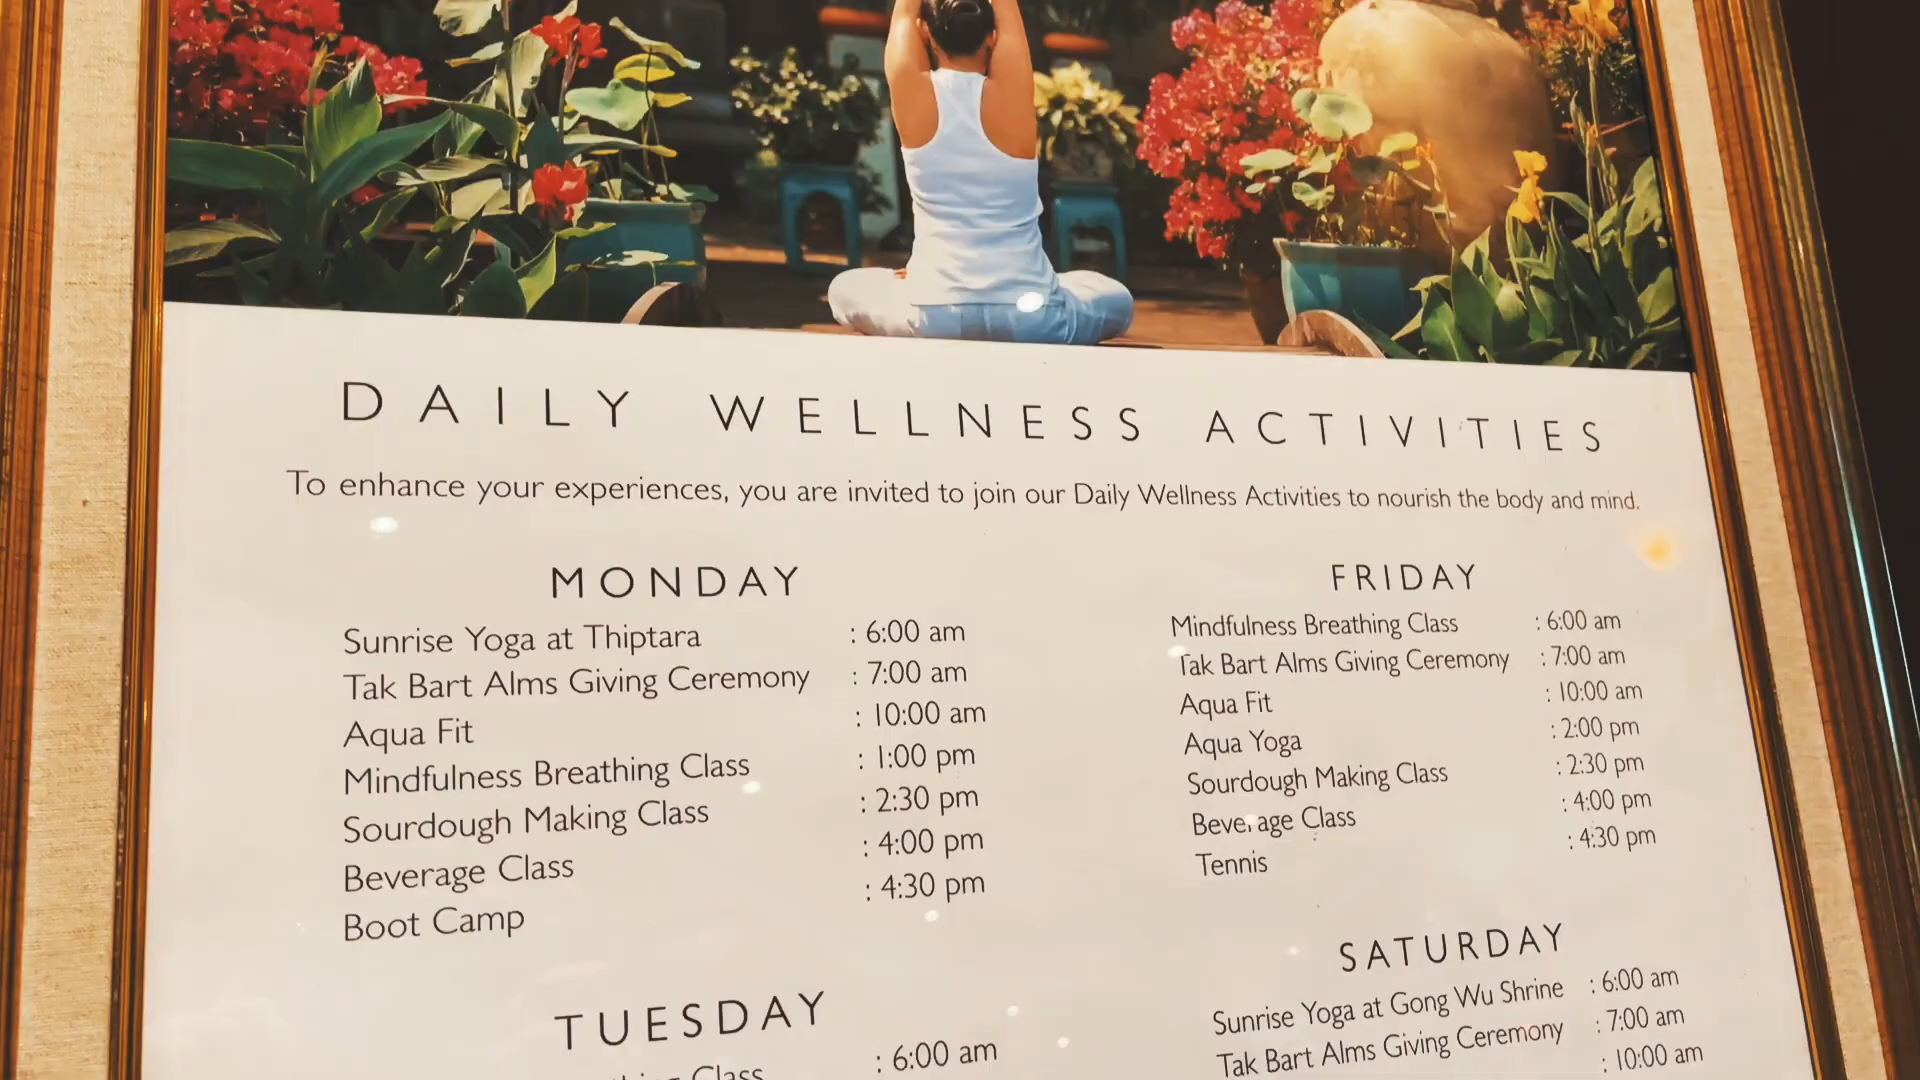 DAILY WELLNESS ACTIVITIES
To enhance your experiences, you are invited to join our Daily Wellness Activities to nourish the body and mind.
MONDAY
Sunrise Yoga at Thiptara : 6:00 am
Tak Bart Alms Giving Ceremony : 7:00 am
Aqua Fit : 10:00 am
Mindfulness Breathing Class : 1:00 pm
Sourdough Making Class : 2:30 pm
Beverage Class : 4:00 pm
Boot Camp : 4:30 pm
TUESDAY
Class : 6:00 am
FRIDAY
Mindfulness Breathing Class : 6:00 am
Tak Bart Alms Giving Ceremony : 7:00 am
Aqua Fit : 10:00 am
Aqua Yoga : 2:00 pm
Sourdough Making Class : 2:30 pm
Beverage Class : 4:00 pm
Tennis : 4:30 pm
SATURDAY
Sunrise Yoga at Gong Wu Shrine : 6:00 am
Tak Bart Alms Giving Ceremony : 7:00 am
: 10:00 am